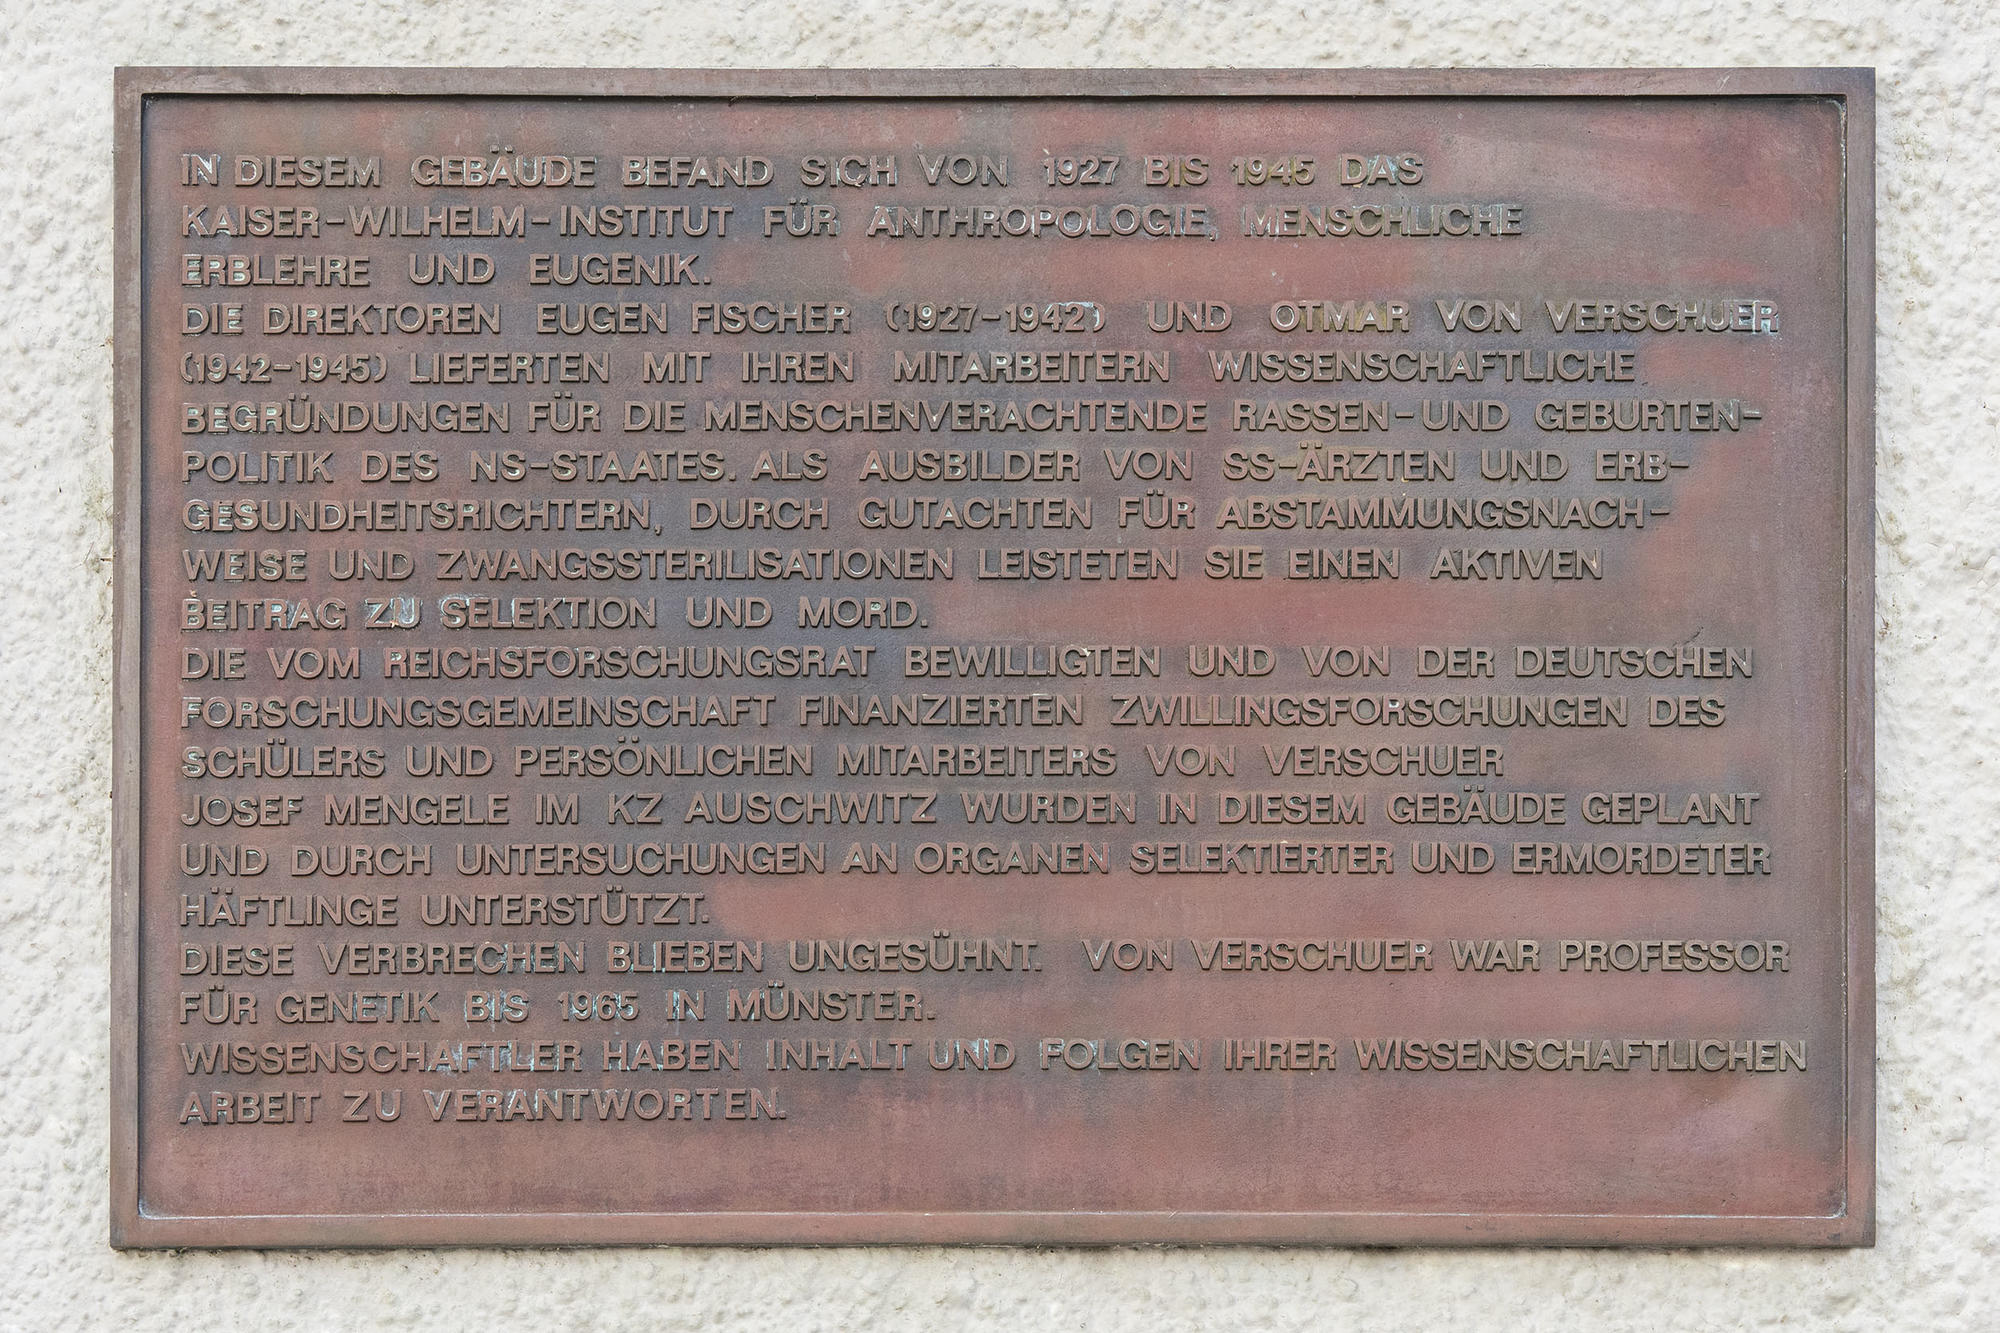 IN DIESEM GEBÄUDE BEFAND SICH VON 1927 BIS 1945 DAS
KAISER-WILHELM-INSTITUT FÜR ANTHROPOLOGIE, MENSCHLICHE
ERBLEHRE UND EUGENIK.
DIE DIREKTOREN EUGEN FISCHER (1927-1942) UND OTMAR VON VERSCHUER
(1942-1945) LIEFERTEN MIT IHREN MITARBEITERN WISSENSCHAFTLICHE
BEGRÜNDUNGEN FÜR DIE MENSCHENVERACHTENDE RASSEN-UND GEBURTEN-
POLITIK DES NS-STAATES. ALS AUSBILDER VON SS-ÄRZTEN UND ERB-
GESUNDHEITSRICHTERN, DURCH GUTACHTEN FÜR ABSTAMMUNGSNACH-
WEISE UND ZWANGSSTERILISATIONEN LEISTETEN SIE EINEN AKTIVEN
BEITRAG ZU SELEKTION UND MORD.
DIE VOM REICHSFORSCHUNGSRAT BEWILLIGTEN UND VON DER DEUTSCHEN
FORSCHUNGSGEMEINSCHAFT FINANZIERTEN ZWILLINGSFORSCHUNGEN DES
SCHÜLERS UND PERSÖNLICHEN MITARBEITERS VON VERSCHUER
JOSEF MENGELE IM KZ AUSCHWITZ WURDEN IN DIESEM GEBÄUDE GEPLANT
UND DURCH UNTERSUCHUNGEN AN ORGANEN SELEKTIERTER UND ERMORDETER
HÄFTLINGE UNTERSTÜTZT.
DIESE VERBRECHEN BLIEBEN UNGESÜHNT. VON VERSCHUER WAR PROFESSOR
FÜR GENETIK BIS 1965 IN MÜNSTER.
WISSENSCHAFTLER HABEN INHALT UND FOLGEN IHRER WISSENSCHAFTLICHEN
ARBEIT ZU VERANTWORTEN.